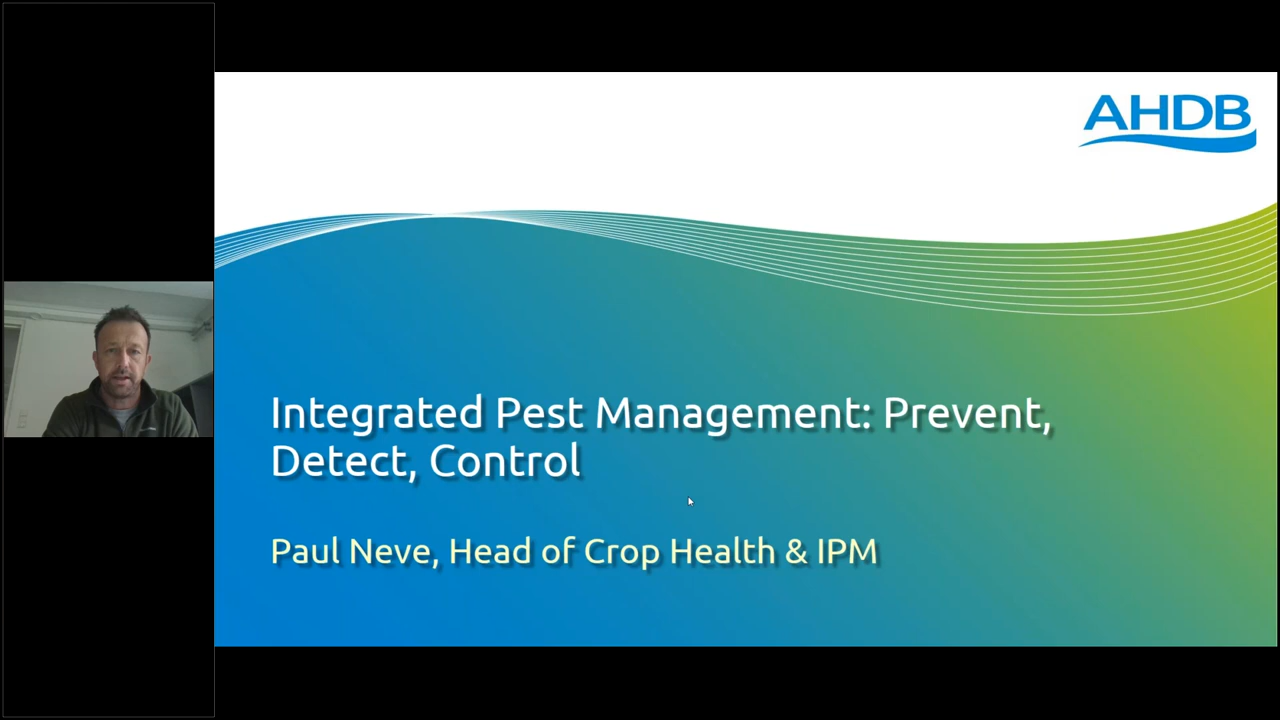 AHDB
Integrated Pest Management: Prevent,
Detect, Control
Paul Neve, Head of Crop Health & IPM